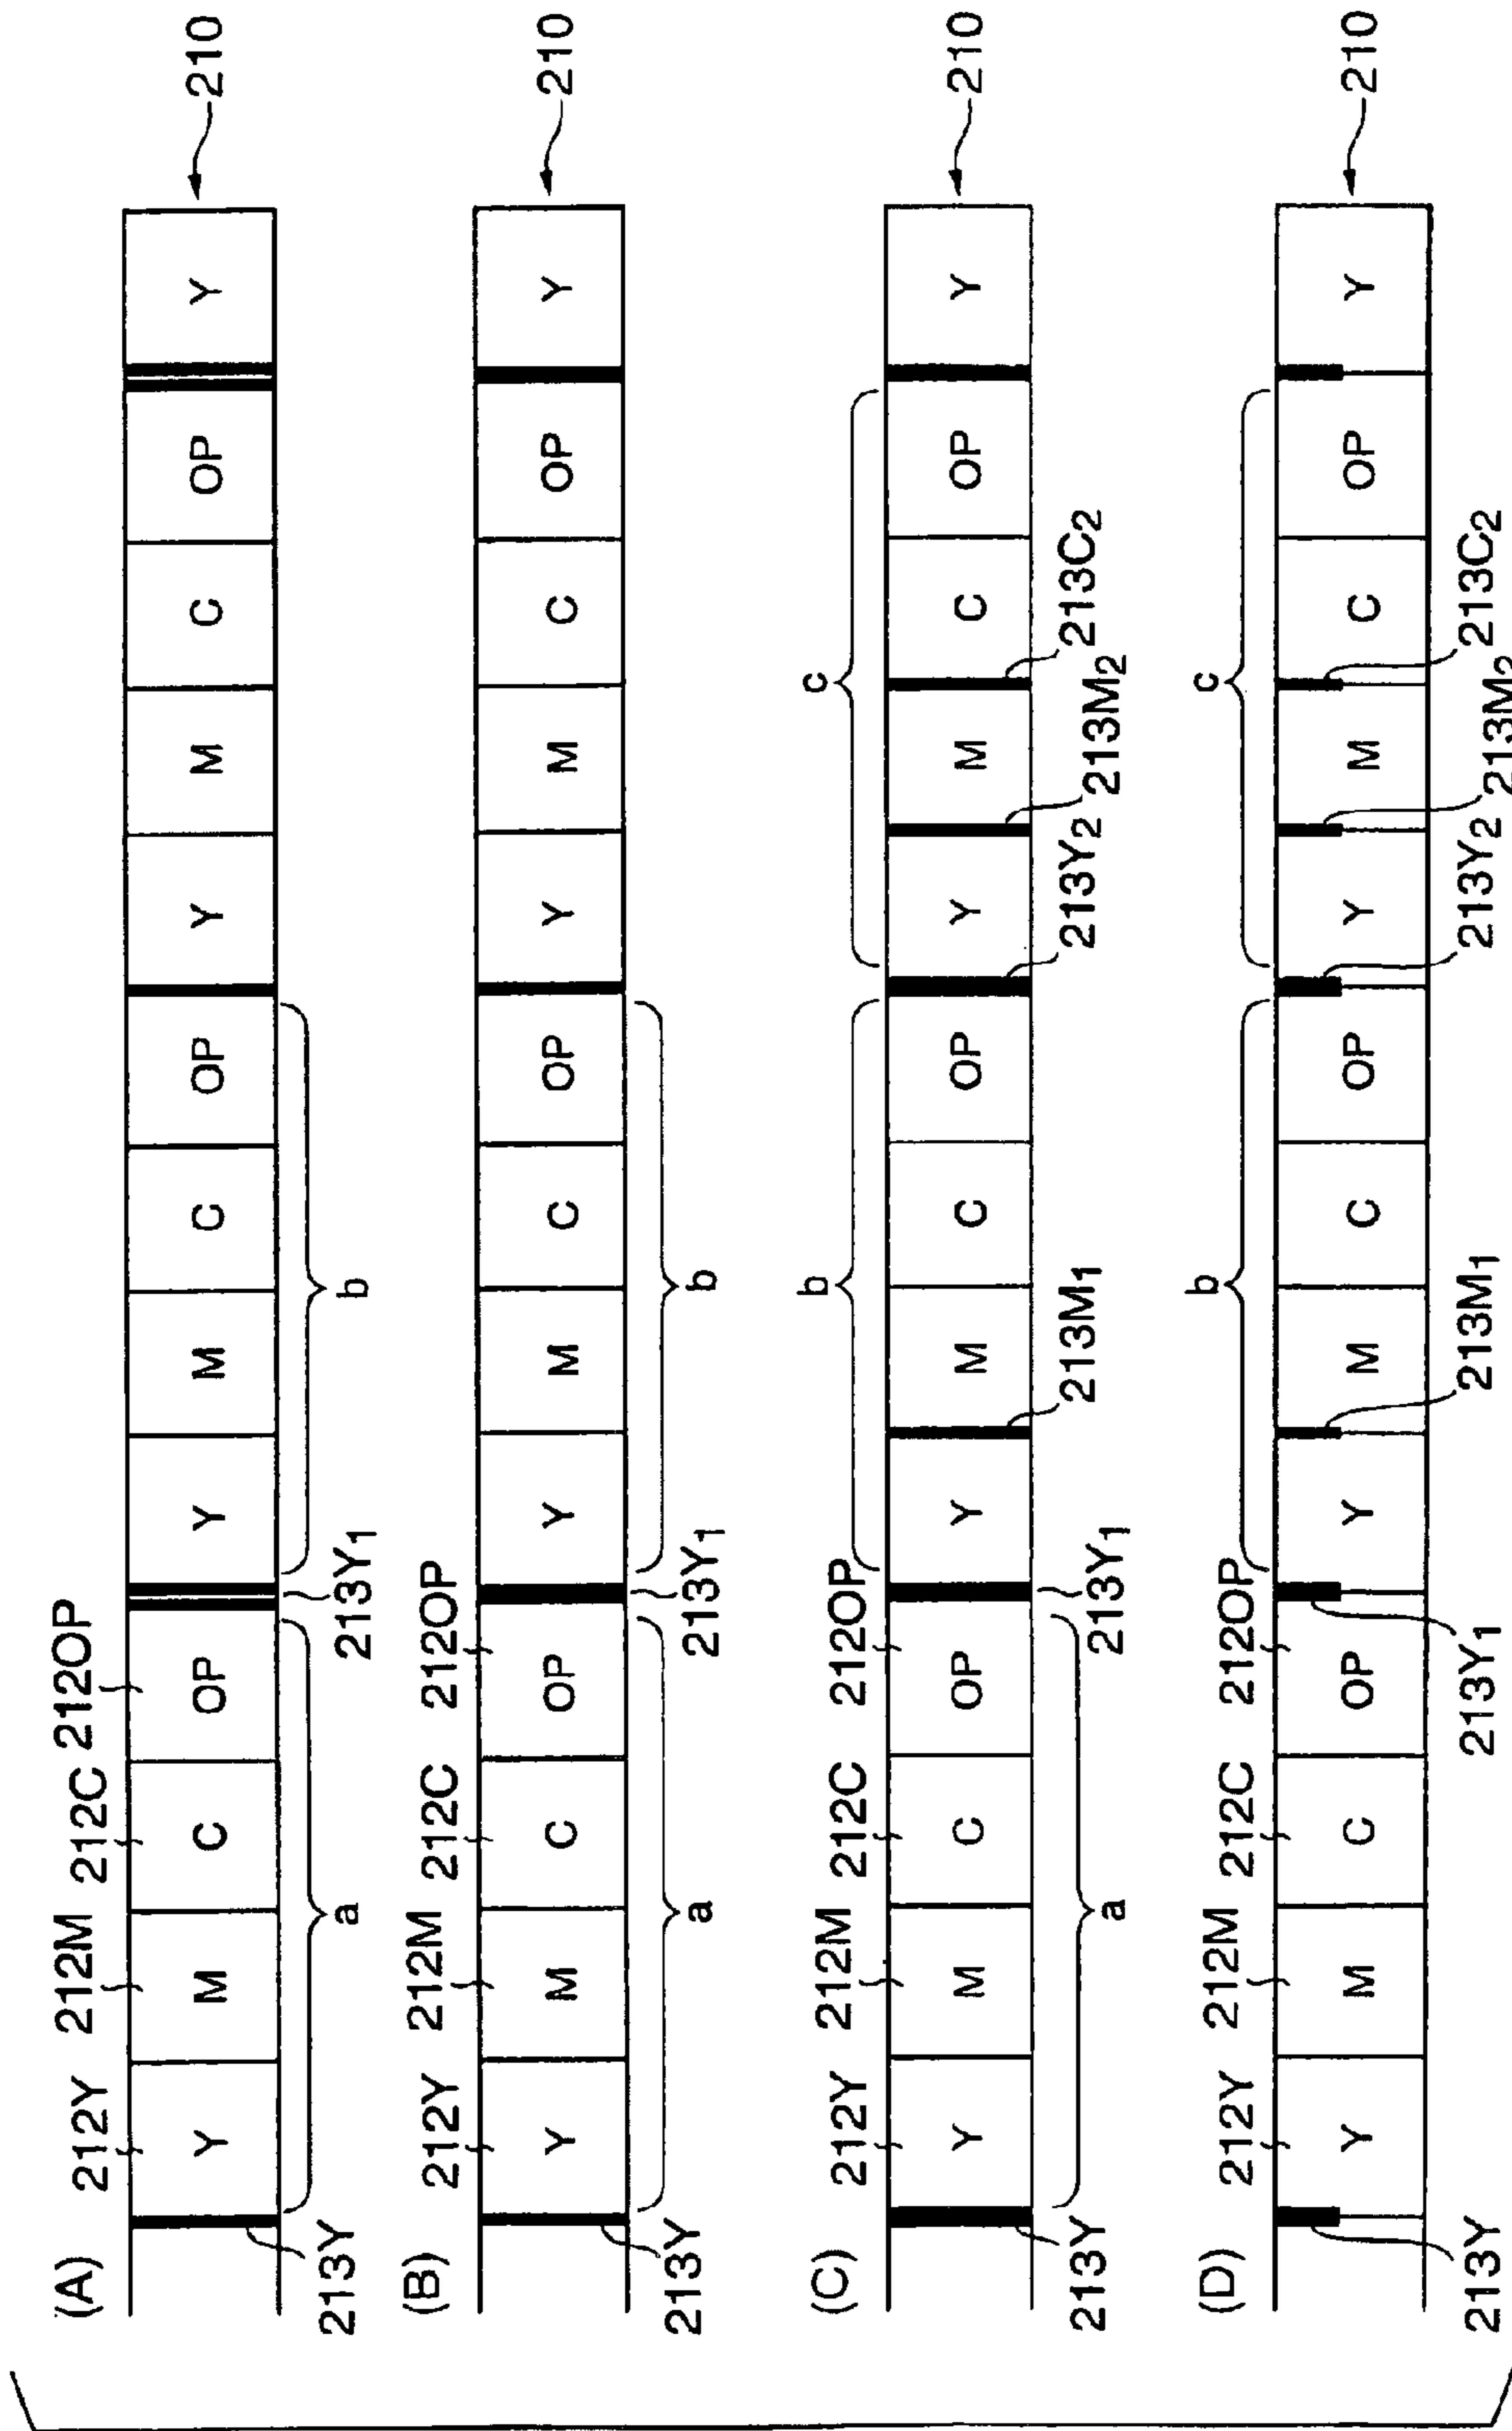 (A)
212Y 212M 212C 212OP
Y M C OP Y M C OP Y M C OP Y
210
213Y a 213Y1 b
(B)
212Y 212M 212C 212OP
Y M C OP Y M C OP Y M C OP Y
210
213Y a 213Y1 b
(C)
212Y 212M 212C 212OP b c
Y M C OP Y M C OP Y M C OP Y
210
213Y a 213Y1 213M1 213Y2 213M2 213C2
(D)
212Y 212M 212C 212OP b c
Y M C OP Y M C OP Y M C OP Y
210
213Y 213Y1 213M1 213Y2 213M2 213C2